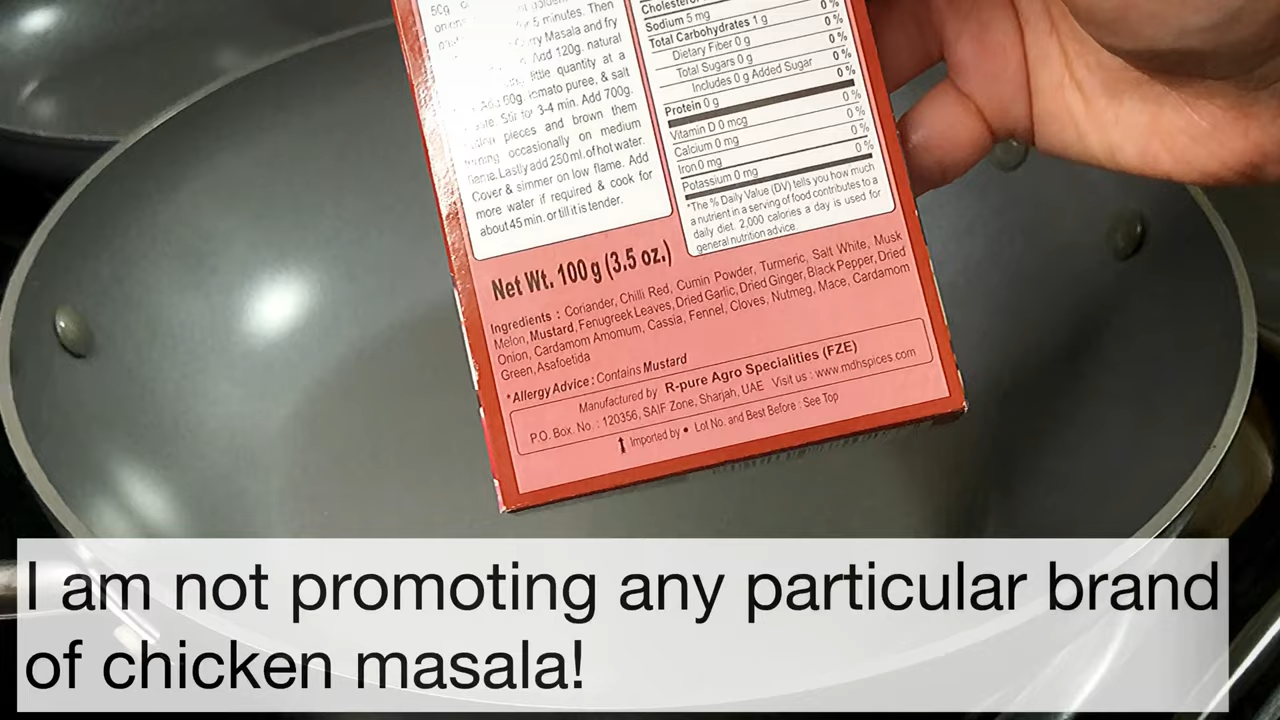 5 minutes. Then
Masala and fry
Add 120g. natural
little quantity at a
60g. tomato puree, & salt
Stir for 3-4 min. Add 700g.
pieces and brown them
occasionally on medium
flame. Lastly add 250 ml. of hot water.
Cover & simmer on low flame. Add
more water if required & cook for
about 45 min. or till it is tender.
0%
Sodium 5 mg 0%
Total Carbohydrates 1 g 0%
Dietary Fiber 0 g 0%
Total Sugars 0 g
Includes 0 g Added Sugar 0%
Protein 0 g 0%
Vitamin D 0 mcg 0%
Calcium 0 mg 0%
Iron 0 mg 0%
Potassium 0 mg 0%
*The % Daily Value (DV) tells you how much
a nutrient in a serving of food contributes to a
daily diet. 2,000 calories a day is used for
general nutrition advice
Net Wt. 100 g (3.5 oz.)
Ingredients : Coriander, Chilli Red, Cumin Powder, Turmeric, Salt White, Musk
Melon, Mustard, Fenugreek Leaves, Dried Garlic, Dried Ginger, Black Pepper, Dried
Onion, Cardamom Amomum, Cassia, Fennel, Cloves, Nutmeg, Mace, Cardamom
Green, Asafoetida
*Allergy Advice : Contains Mustard
Manufactured by R-pure Agro Specialities (FZE)
P.O. Box. No. : 120356, SAIF Zone, Sharjah, UAE Visit us : www.mdhspices.com
Imported by • Lot No. and Best Before : See Top
I am not promoting any particular brand
of chicken masala!